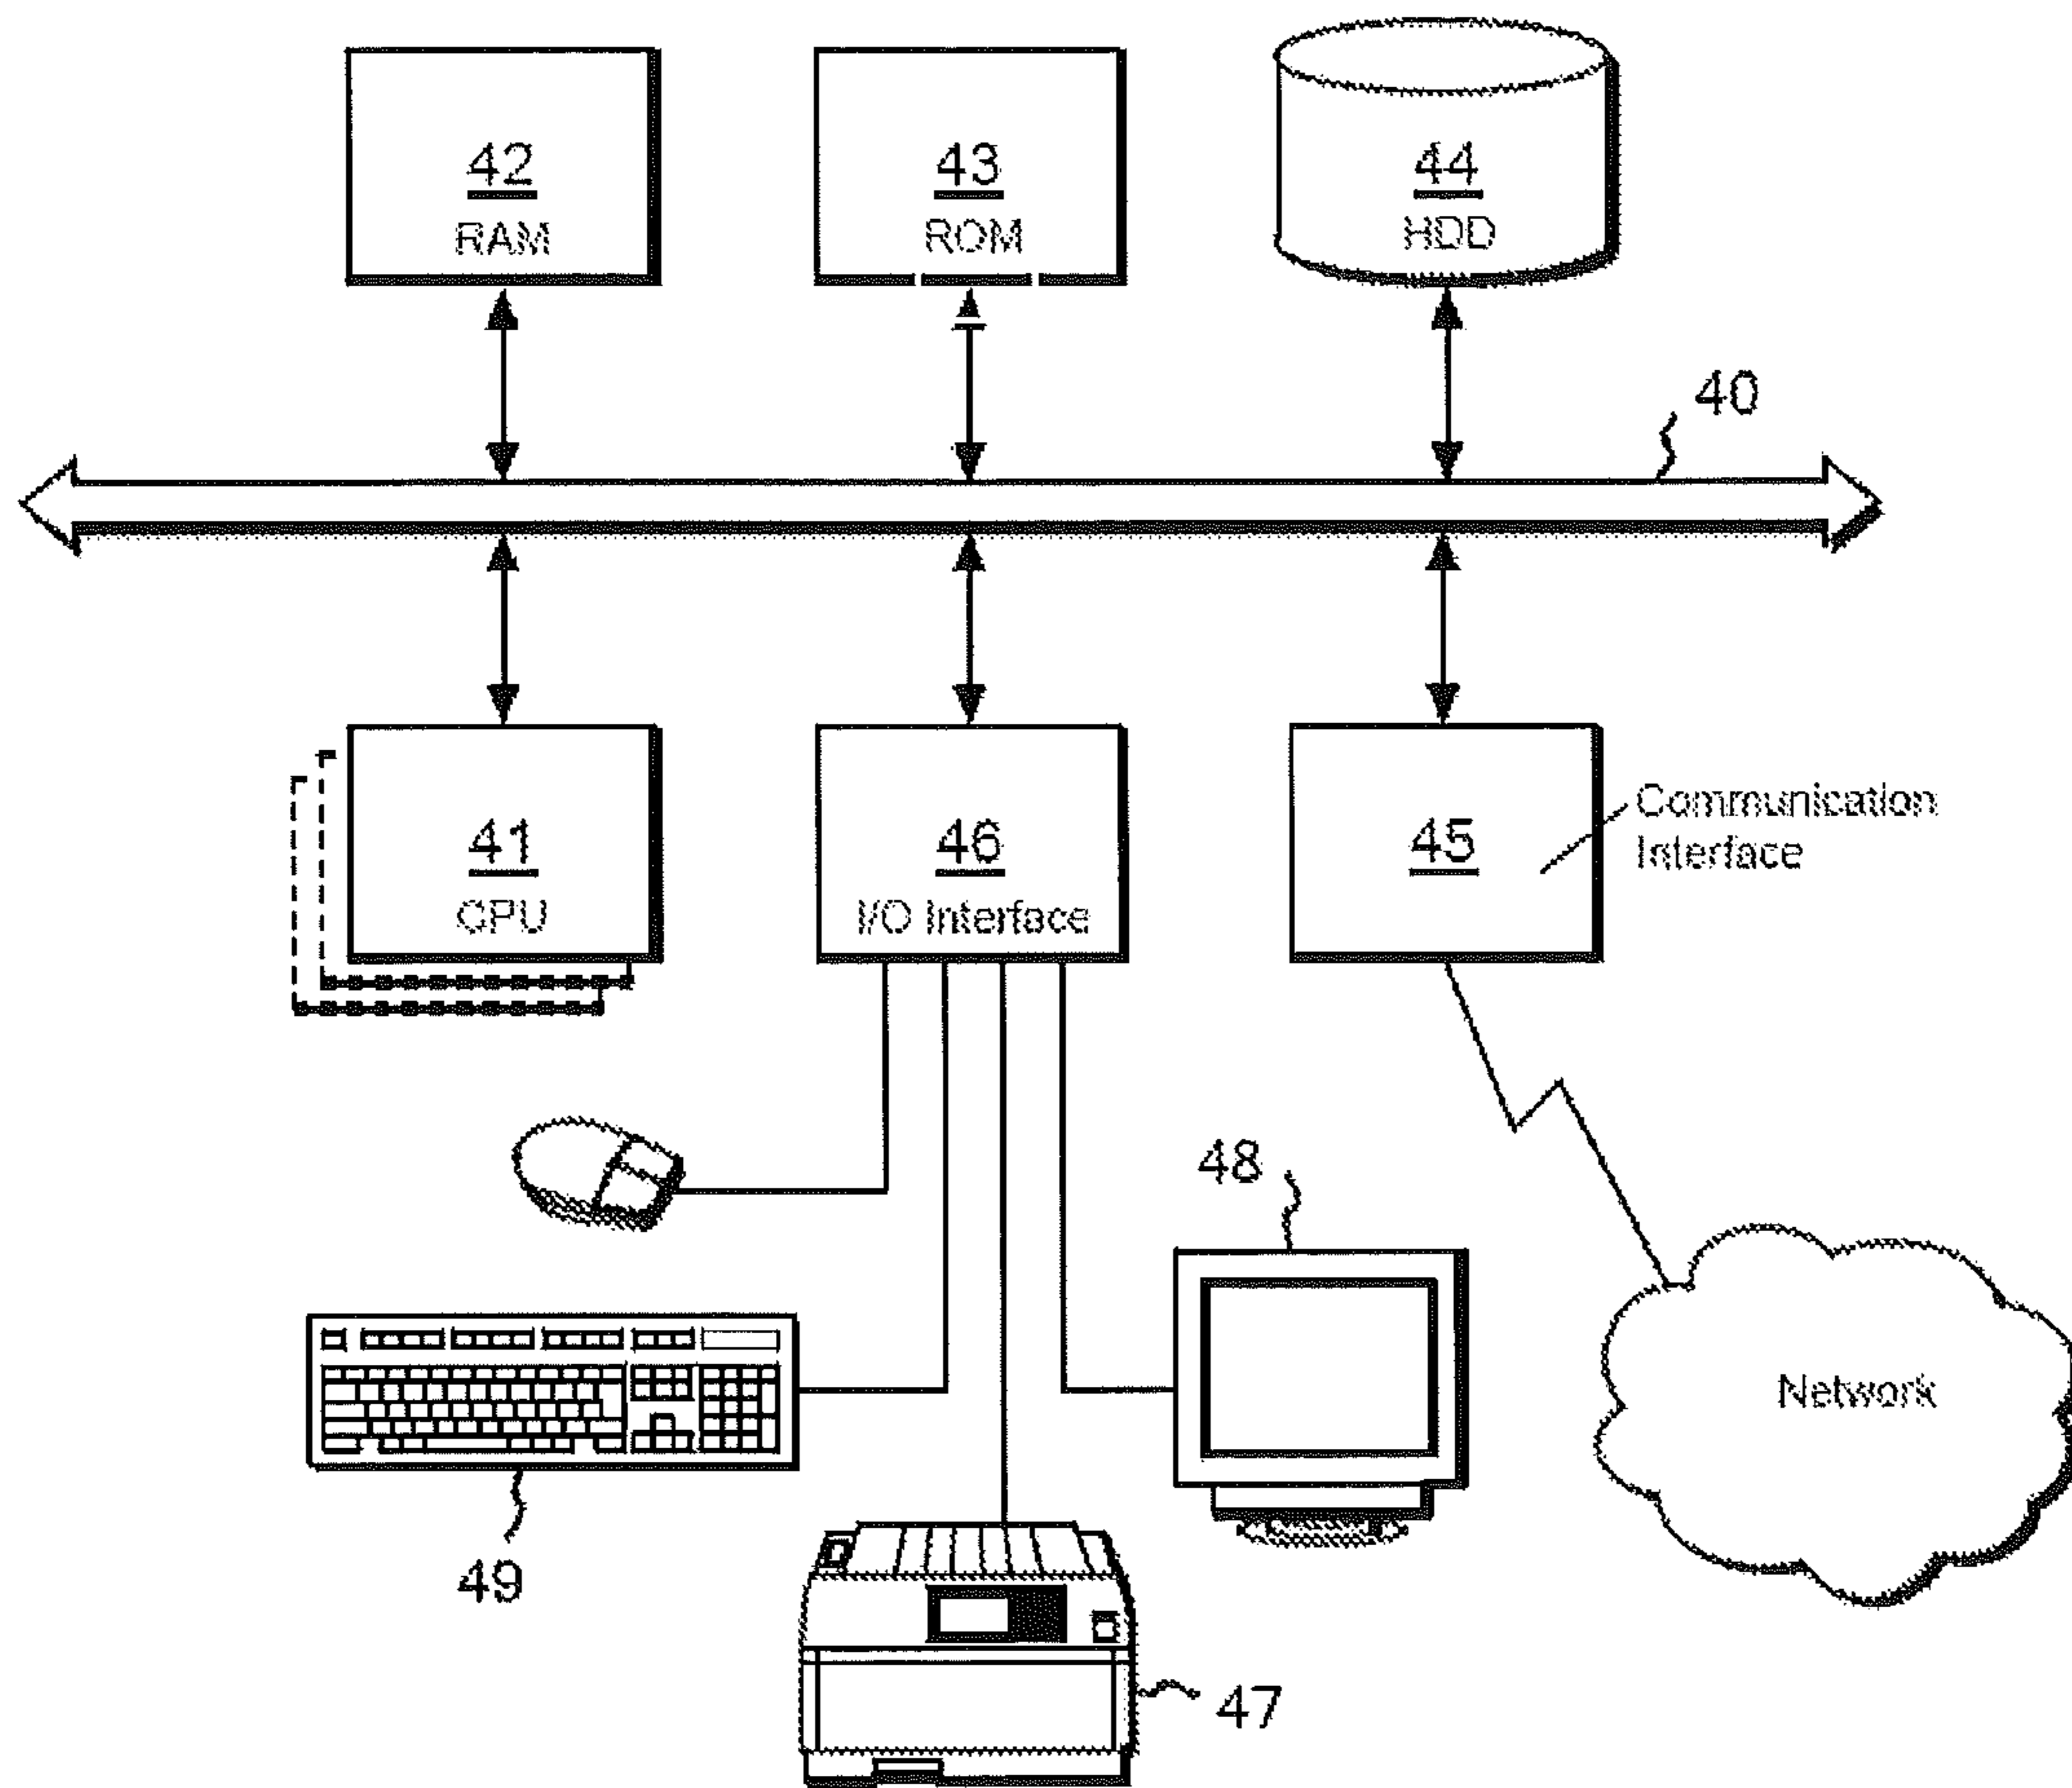 42
RAM
43
ROM
44
HDD
40
41
CPU
46
I/O Interface
45
Communication
Interface
48
Network
49
47